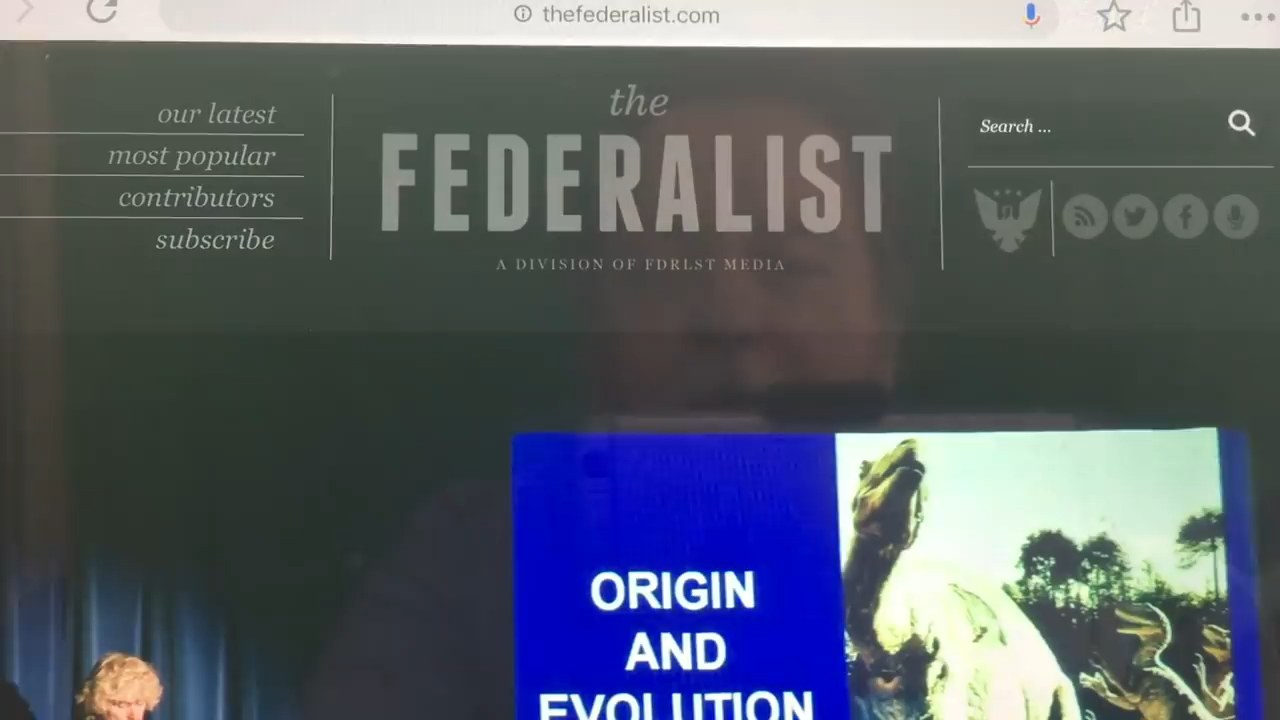 thefederalist.com
our latest
most popular
contributors
subscribe
the
FEDERALIST
A DIVISION OF FDRLST MEDIA
Search ...
ORIGIN
AND
EVOLUTION